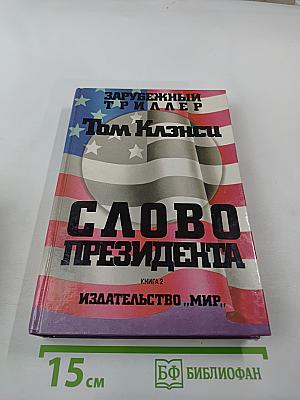 ЗАРУБЕЖНЫЙ
ТРИЛЛЕР
Том Клэнси
СЛОВО
ПРЕЗИДЕНТА
КНИГА 2
ИЗДАТЕЛЬСТВО „МИР„
15 см
БФ БИБЛИОФАН